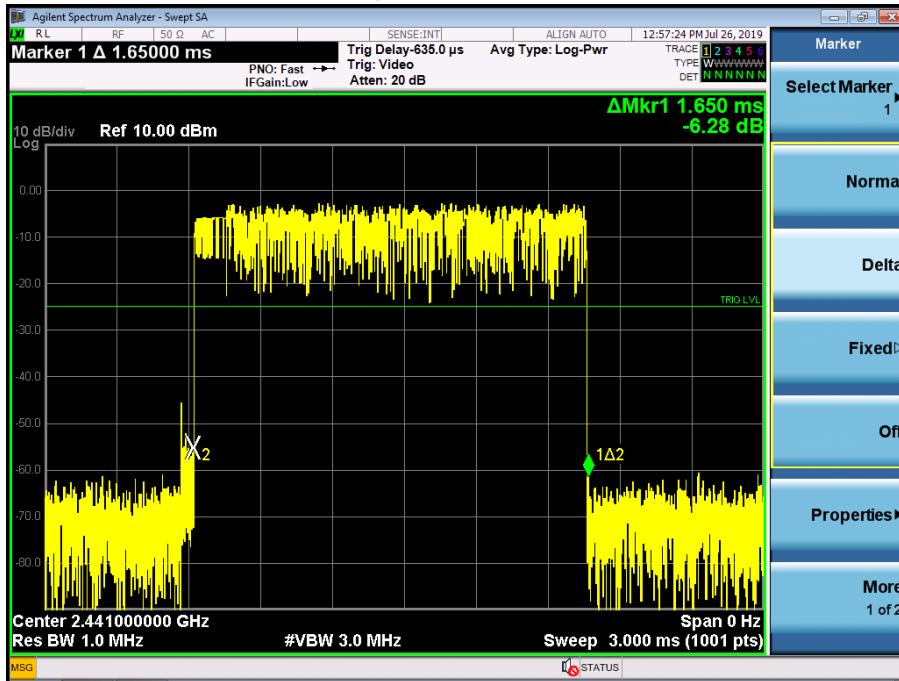 Agilent Spectrum Analyzer - Swept SA
LXI RL RF 50 Ω AC SENSE:INT ALIGN AUTO 12:57:24 PM Jul 26, 2019
Marker 1 Δ 1.65000 ms
PNO: Fast
IFGain:Low
Trig Delay-635.0 µs
Trig: Video
Atten: 20 dB
Avg Type: Log-Pwr
TRACE 1 2 3 4 5 6
TYPE WWWWWW
DET N N N N N N
ΔMkr1 1.650 ms
-6.28 dB
10 dB/div Ref 10.00 dBm
Log
0.00
-10.0
-20.0
TRIG LVL
-30.0
-40.0
-50.0
X2
1Δ2
-60.0
-70.0
-80.0
Center 2.441000000 GHz Span 0 Hz
Res BW 1.0 MHz #VBW 3.0 MHz Sweep 3.000 ms (1001 pts)
MSG STATUS
Marker
Select Marker
1
Norma
Delta
Fixed
Of
Properties
More
1 of 2